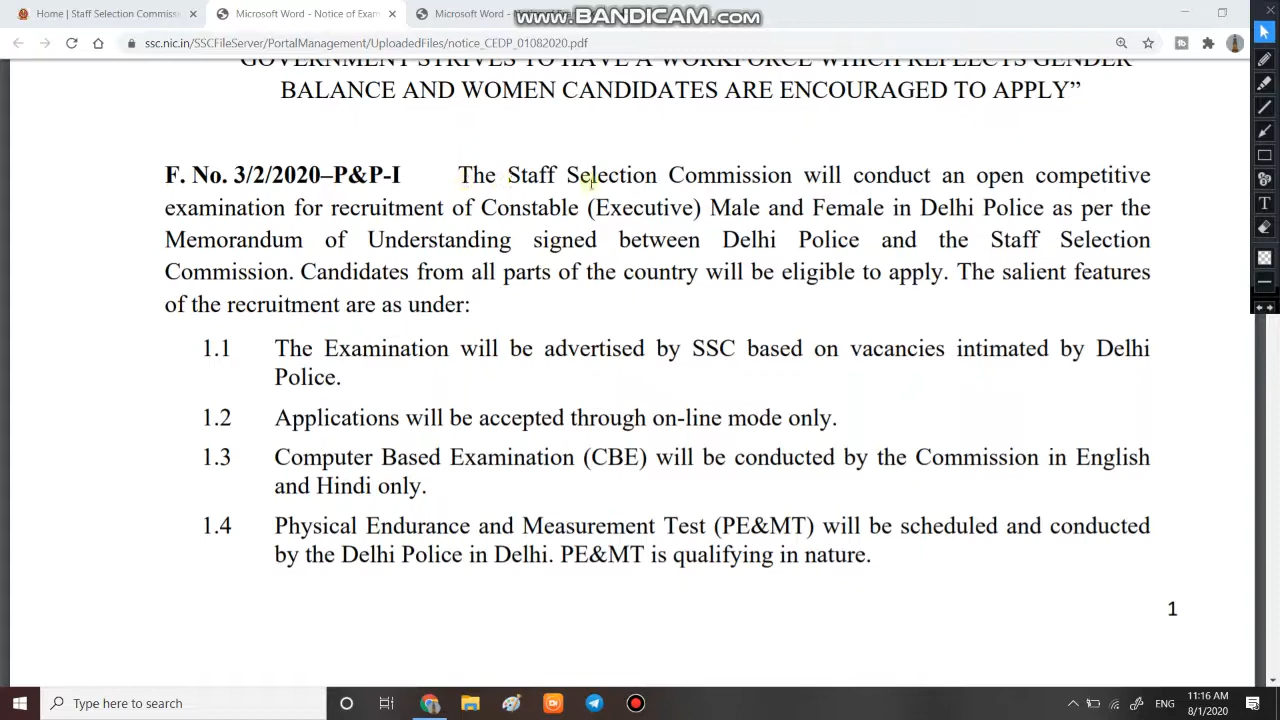 Home | Staff Selection Commiss
Microsoft Word - Notice of Exam
Microsoft Word -
www.BANDICAM.com
ssc.nic.in/SSCFileServer/PortalManagement/UploadedFiles/notice_CEDP_01082020.pdf
GOVERNMENT STRIVES TO HAVE A WORKFORCE WHICH REFLECTS GENDER
BALANCE AND WOMEN CANDIDATES ARE ENCOURAGED TO APPLY”
F. No. 3/2/2020–P&P-I The Staff Selection Commission will conduct an open competitive
examination for recruitment of Constable (Executive) Male and Female in Delhi Police as per the
Memorandum of Understanding signed between Delhi Police and the Staff Selection
Commission. Candidates from all parts of the country will be eligible to apply. The salient features
of the recruitment are as under:
1.1 The Examination will be advertised by SSC based on vacancies intimated by Delhi
Police.
1.2 Applications will be accepted through on-line mode only.
1.3 Computer Based Examination (CBE) will be conducted by the Commission in English
and Hindi only.
1.4 Physical Endurance and Measurement Test (PE&MT) will be scheduled and conducted
by the Delhi Police in Delhi. PE&MT is qualifying in nature.
1
Type here to search
ENG
11:16 AM
8/1/2020